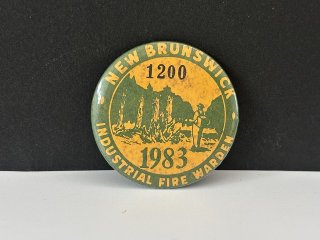 NEW BRUNSWICK
1200
1983
INDUSTRIAL FIRE WARDEN